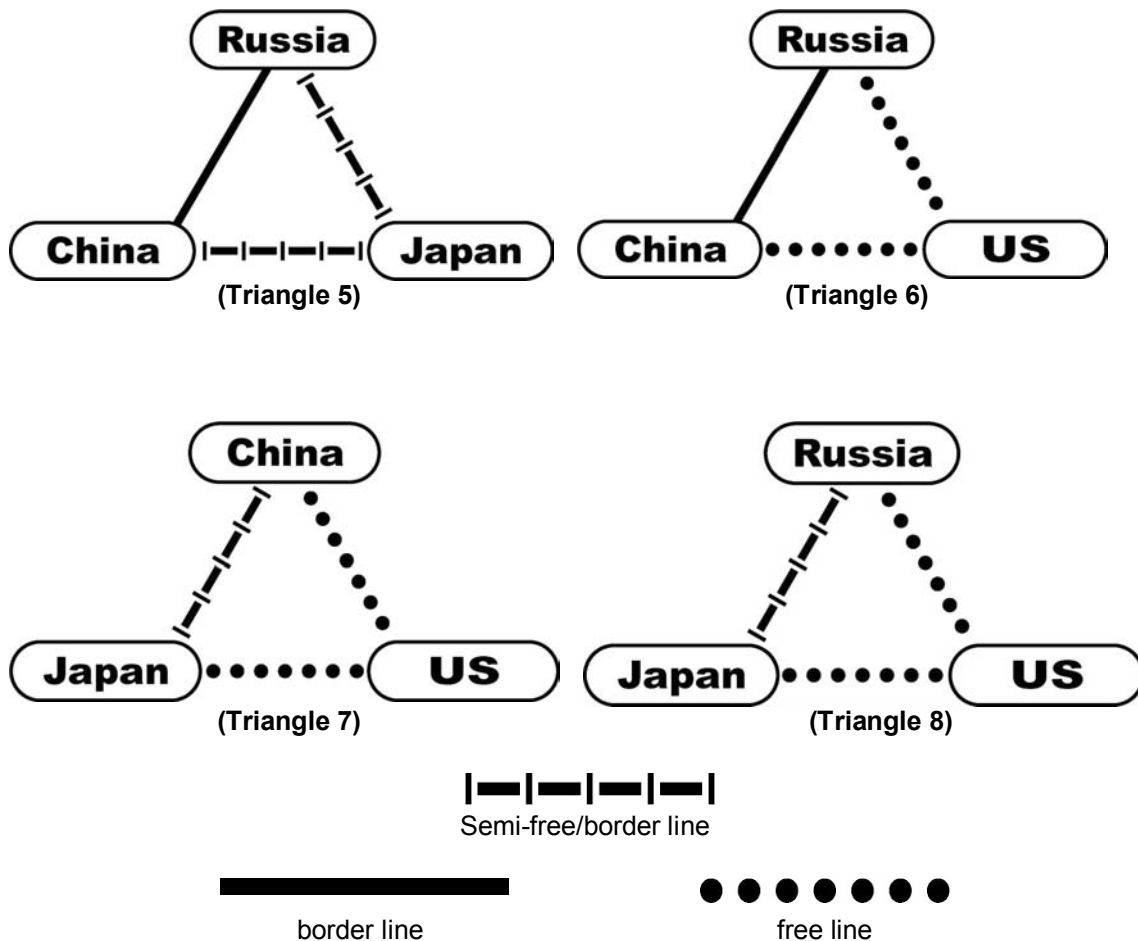 Russia
China
Japan
(Triangle 5)
Russia
China
US
(Triangle 6)
China
Japan
US
(Triangle 7)
Russia
Japan
US
(Triangle 8)
Semi-free/border line
border line
free line